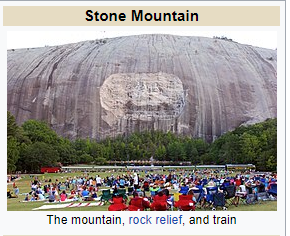 Stone Mountain
The mountain, rock relief, and train